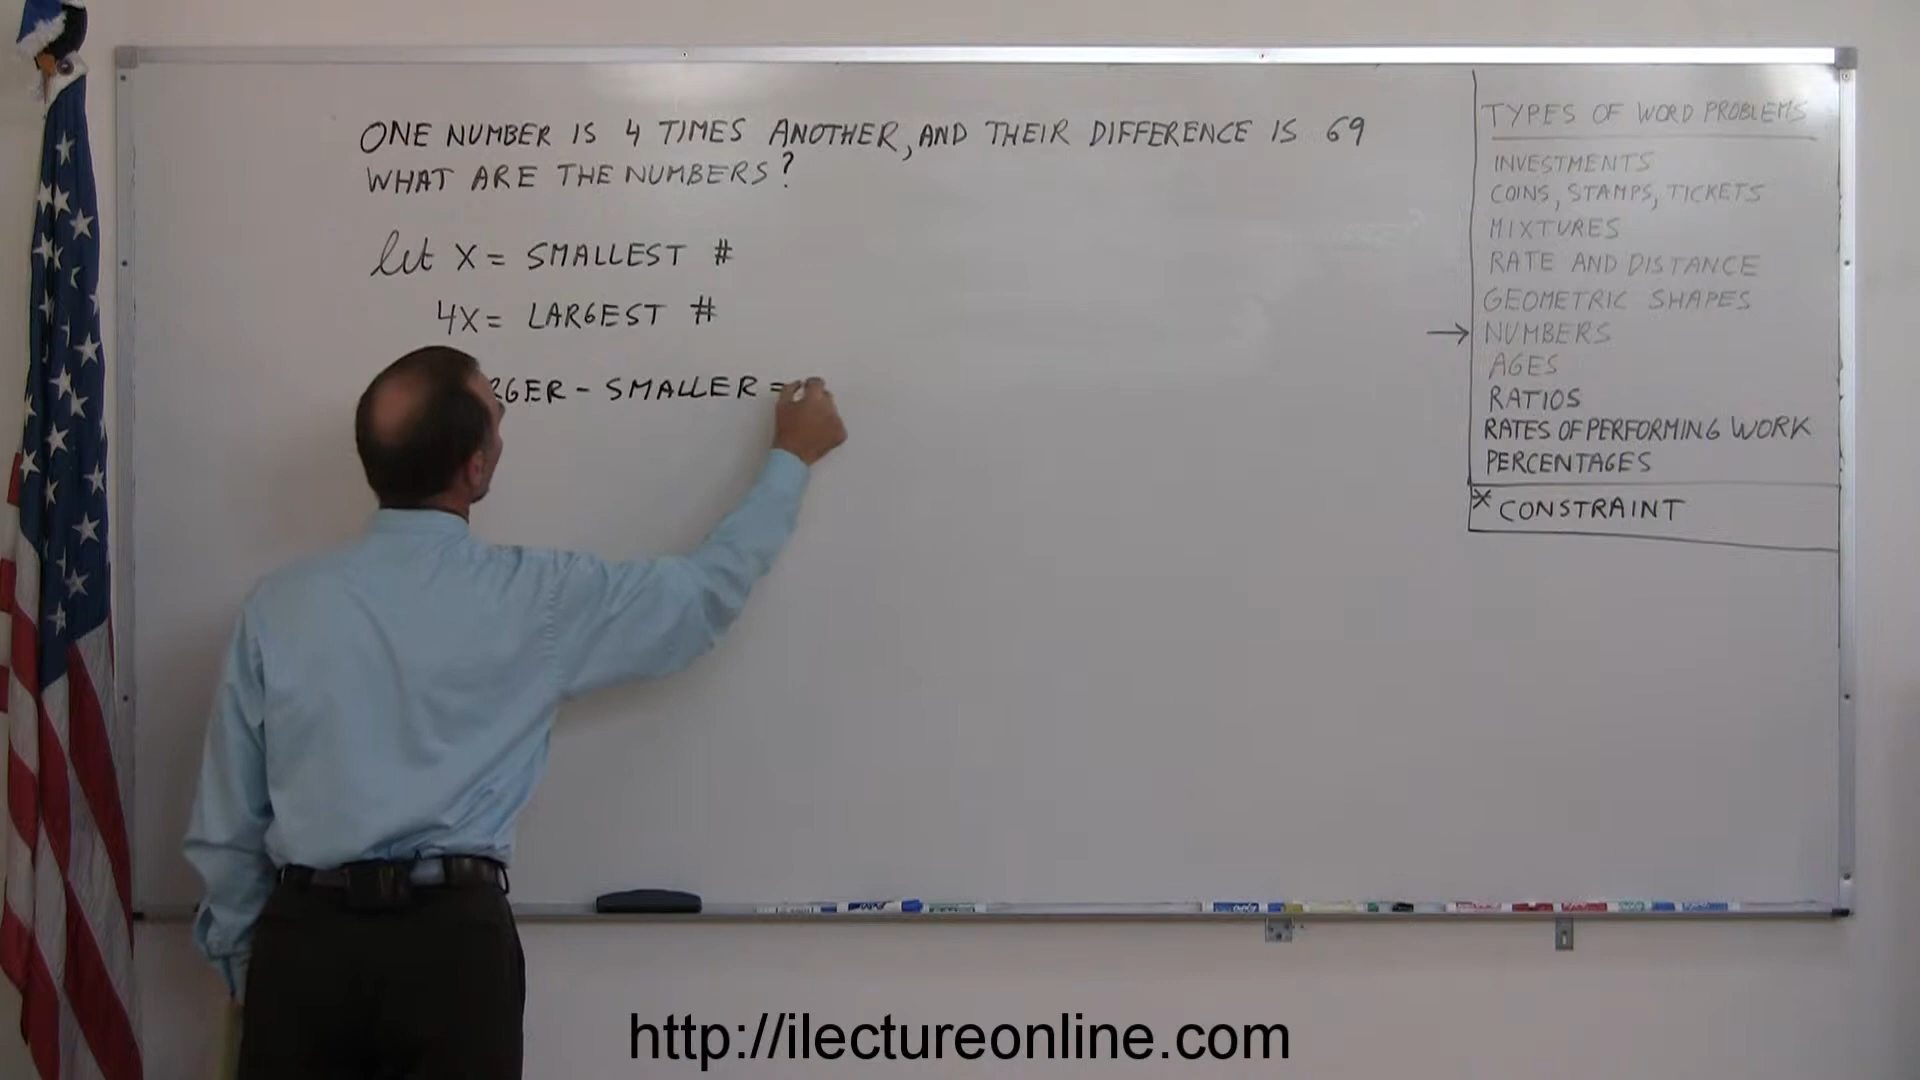 ONE NUMBER IS 4 TIMES ANOTHER, AND THEIR DIFFERENCE IS 69
WHAT ARE THE NUMBERS?
let X = SMALLEST #
4X = LARGEST #
RGER - SMALLER =
TYPES OF WORD PROBLEMS
INVESTMENTS
COINS, STAMPS, TICKETS
MIXTURES
RATE AND DISTANCE
GEOMETRIC SHAPES
→ NUMBERS
AGES
RATIOS
RATES OF PERFORMING WORK
PERCENTAGES
* CONSTRAINT
http://ilectureonline.com